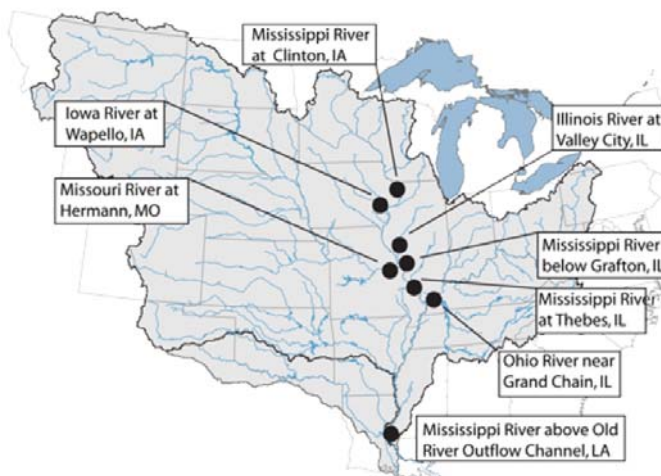 Mississippi River
at Clinton, IA
Iowa River at
Wapello, IA
Illinois River at
Valley City, IL
Missouri River at
Hermann, MO
Mississippi River
below Grafton, IL
Mississippi River
at Thebes, IL
Ohio River near
Grand Chain, IL
Mississippi River above Old
River Outflow Channel, LA